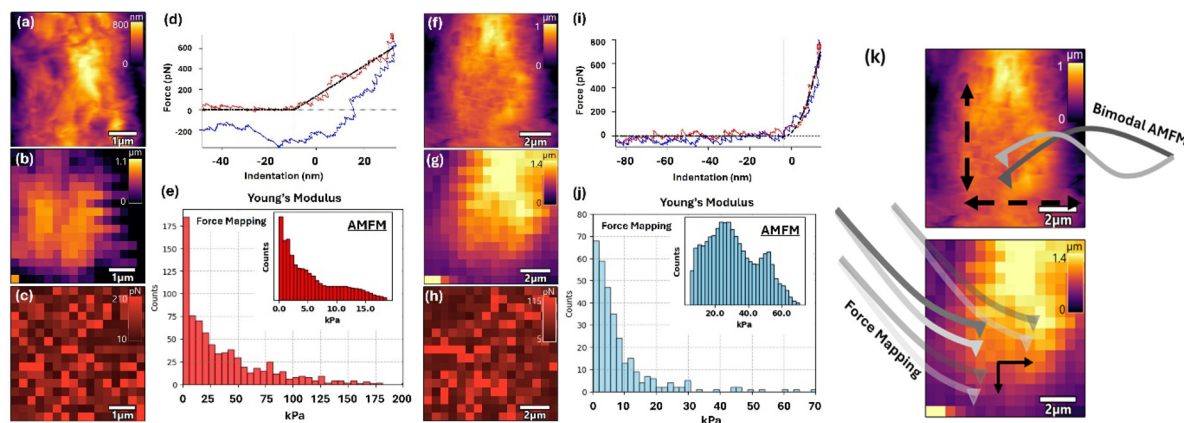 (a)
800
nm
0
1µm
(b)
1.1
µm
0
1µm
(c)
pN
210
10
1µm
(d)
Force (pN)
600
400
200
0
-200
-40
-20
0
20
Indentation (nm)
(e)
Young's Modulus
Force Mapping
AMFM
Counts
0.0
5.0
10.0
15.0
kPa
Counts
175
150
125
100
75
50
25
0
0
25
50
75
100
125
150
175
200
kPa
(f)
1
µm
0
2µm
(g)
µm
1.4
0
2µm
(h)
pN
115
5
2µm
(i)
Force (pN)
800
600
400
200
0
-80
-60
-40
-20
0
Indentation (nm)
(j)
Young's Modulus
Force Mapping
AMFM
Counts
20.0
40.0
60.0
kPa
Counts
80
70
60
50
40
30
20
10
0
0
10
20
30
40
50
60
70
kPa
(k)
µm
1
0
2µm
Bimodal AMFM
µm
1.4
0
2µm
Force Mapping